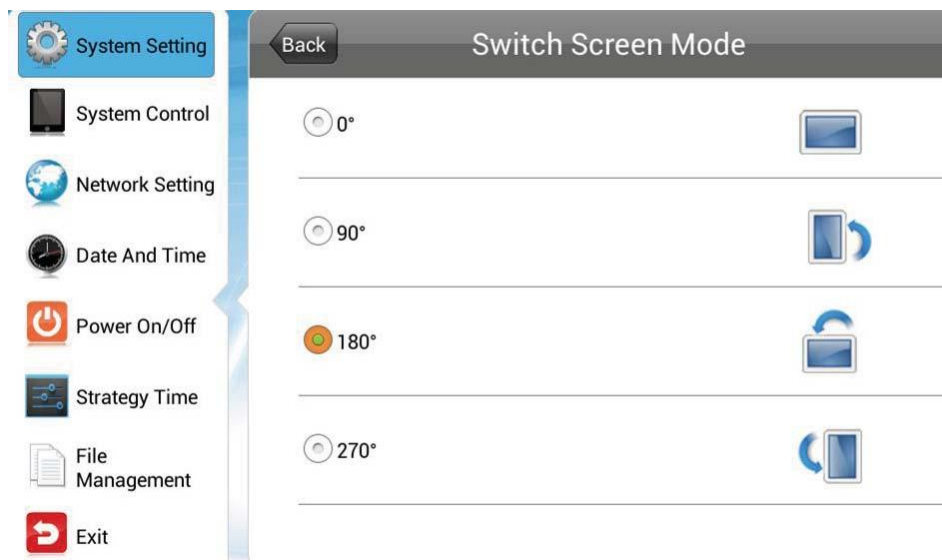 System Setting
System Control
Network Setting
Date And Time
Power On/Off
Strategy Time
File
Management
Exit
Back
Switch Screen Mode
0°
90°
180°
270°